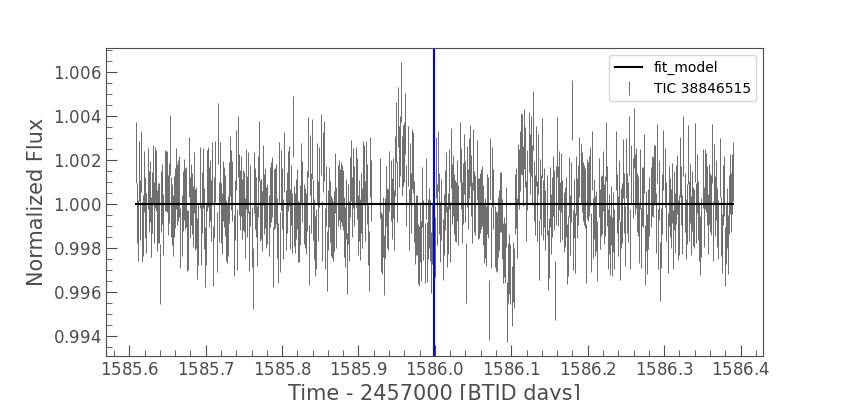 1.006
1.004
1.002
1.000
0.998
0.996
0.994
Normalized Flux
fit_model
TIC 38846515
1585.6 1585.7 1585.8 1585.9 1586.0 1586.1 1586.2 1586.3 1586.4
Time - 2457000 [BTJD days]